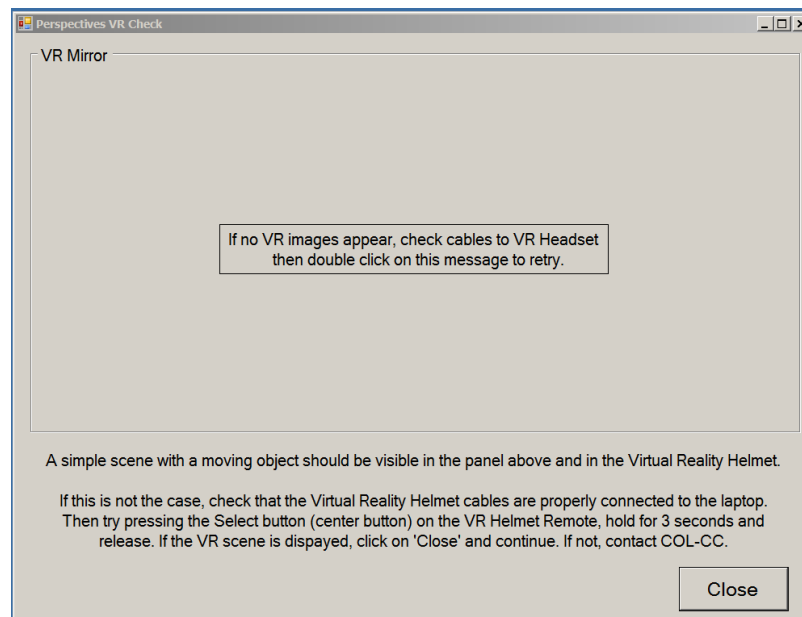 Perspectives VR Check
VR Mirror
If no VR images appear, check cables to VR Headset
then double click on this message to retry.
A simple scene with a moving object should be visible in the panel above and in the Virtual Reality Helmet.
If this is not the case, check that the Virtual Reality Helmet cables are properly connected to the laptop.
Then try pressing the Select button (center button) on the VR Helmet Remote, hold for 3 seconds and
release. If the VR scene is dispayed, click on 'Close' and continue. If not, contact COL-CC.
Close